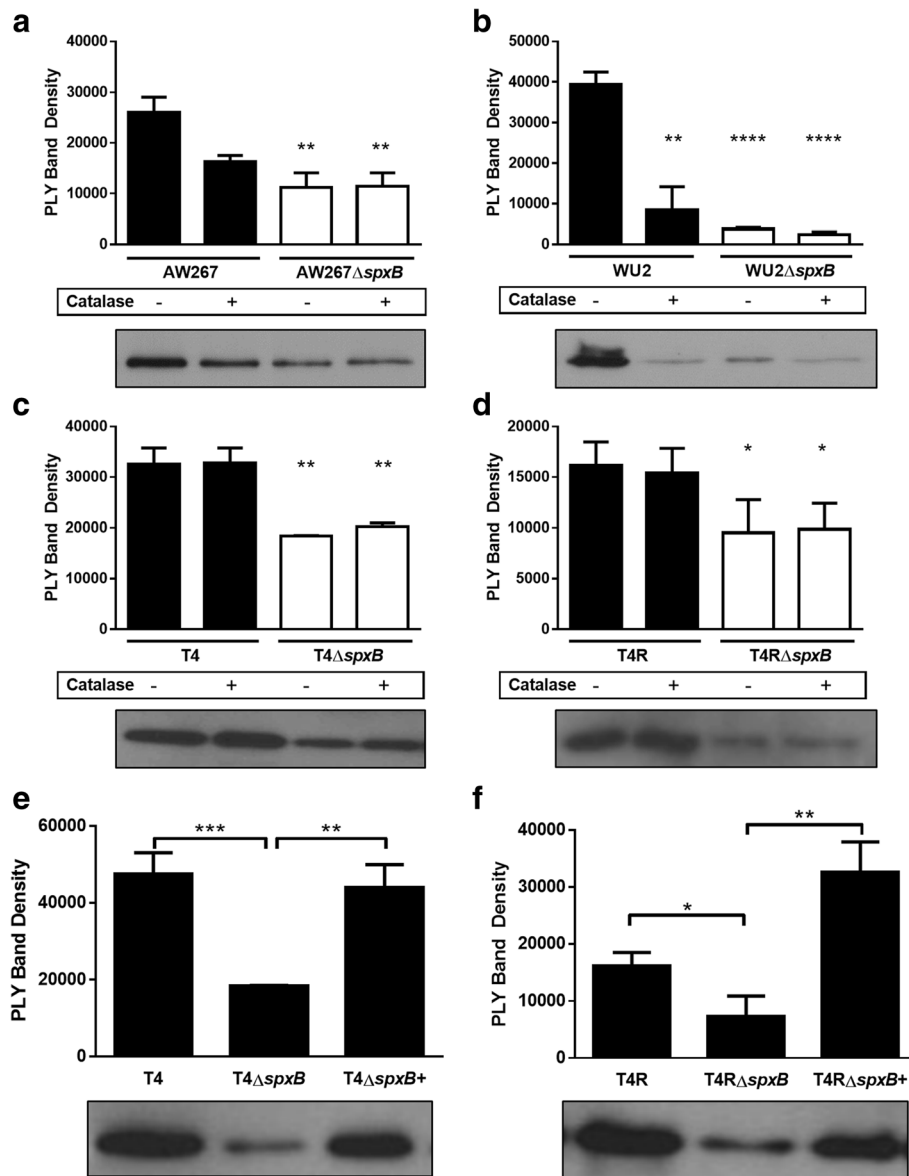 a
PLY Band Density
40000
30000
20000
10000
0
** **
AW267 AW267ΔspxB
Catalase - + - +
b
PLY Band Density
50000
40000
30000
20000
10000
0
** **** ****
WU2 WU2ΔspxB
Catalase - + - +
c
PLY Band Density
40000
30000
20000
10000
0
** **
T4 T4ΔspxB
Catalase - + - +
d
PLY Band Density
20000
15000
10000
5000
0
* *
T4R T4RΔspxB
Catalase - + - +
e
PLY Band Density
60000
40000
20000
0
*** **
T4 T4ΔspxB T4ΔspxB+
f
PLY Band Density
40000
30000
20000
10000
0
**
*
T4R T4RΔspxB T4RΔspxB+